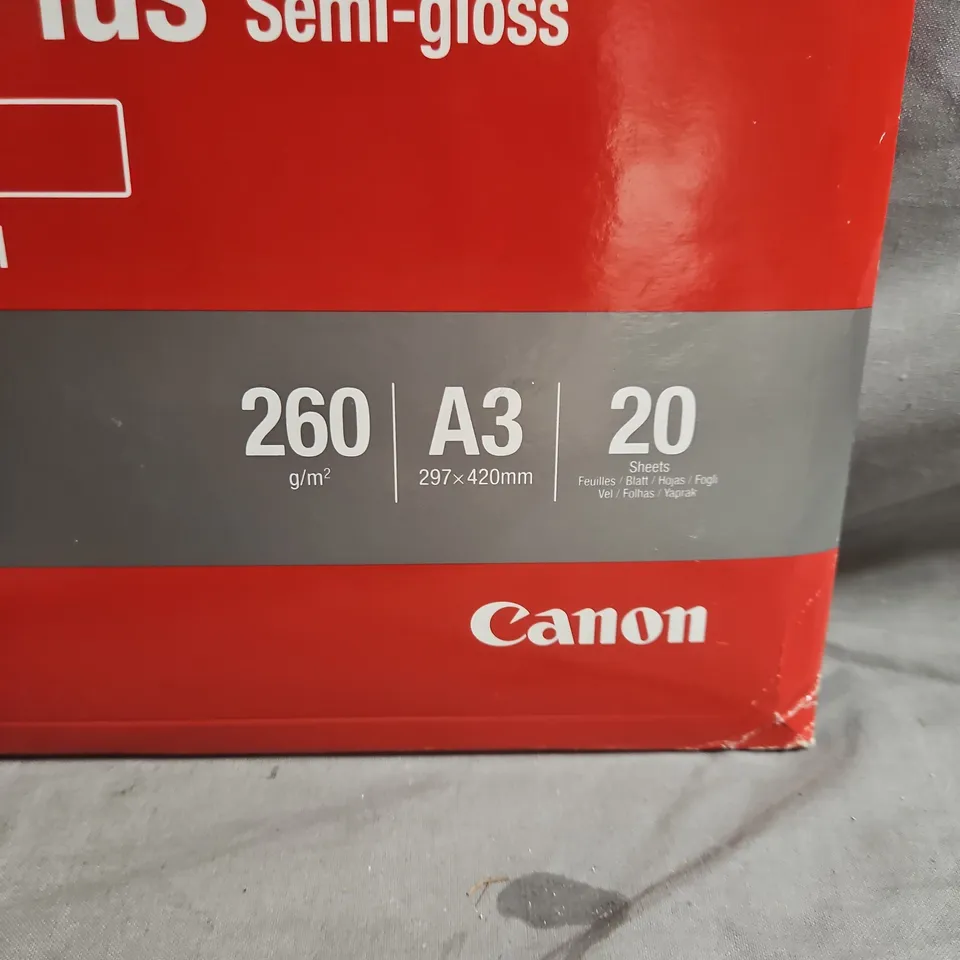 Semi-gloss
260
g/m²
A3
297×420mm
20
Sheets
Feuilles / Blatt / Hojas / Fogli
Vel / Folhas / Yaprak
Canon